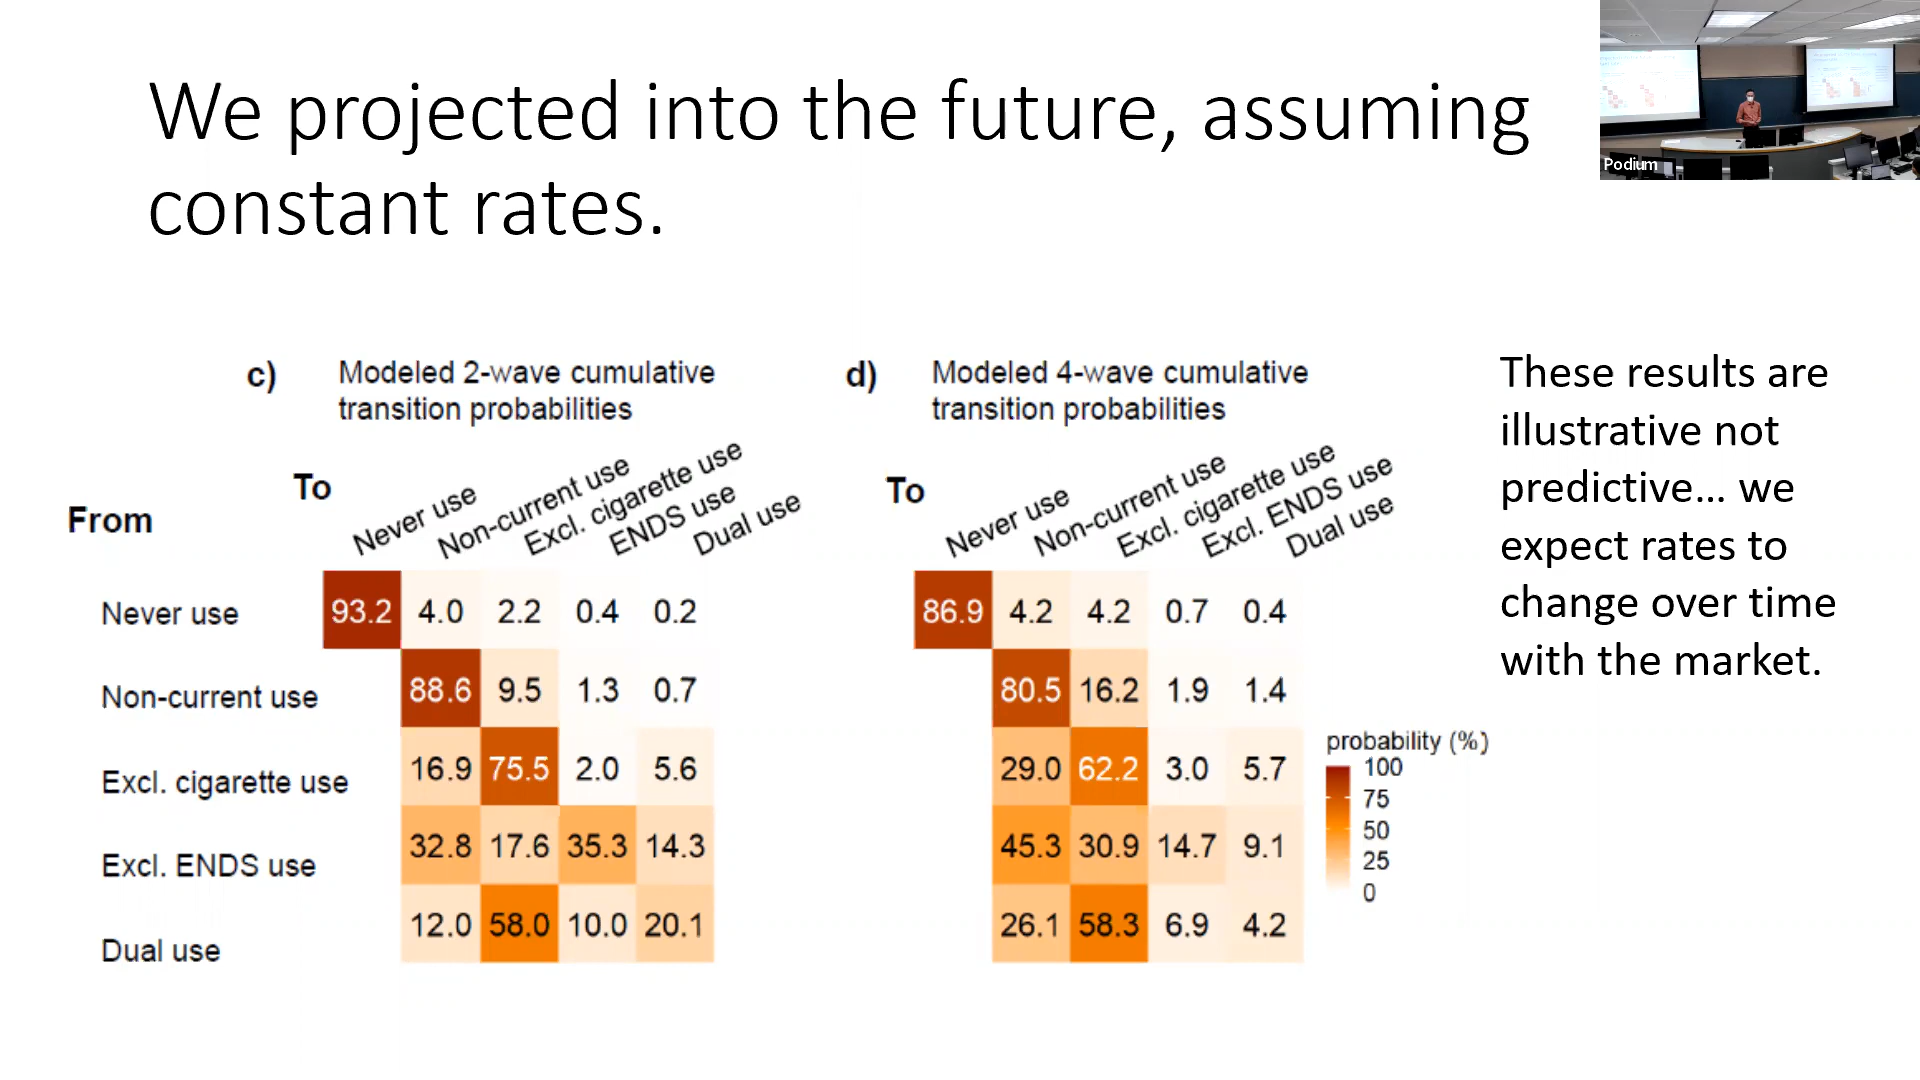 We projected into the future, assuming
constant rates.
Podium
c) Modeled 2-wave cumulative
transition probabilities
To
From
Never use
Non-current use
Excl. cigarette use
ENDS use
Dual use
Never use 93.2 4.0 2.2 0.4 0.2
Non-current use 88.6 9.5 1.3 0.7
Excl. cigarette use 16.9 75.5 2.0 5.6
Excl. ENDS use 32.8 17.6 35.3 14.3
Dual use 12.0 58.0 10.0 20.1
d) Modeled 4-wave cumulative
transition probabilities
To
Never use
Non-current use
Excl. cigarette use
Excl. ENDS use
Dual use
86.9 4.2 4.2 0.7 0.4
80.5 16.2 1.9 1.4
29.0 62.2 3.0 5.7
45.3 30.9 14.7 9.1
26.1 58.3 6.9 4.2
probability (%)
100
75
50
25
0
These results are
illustrative not
predictive... we
expect rates to
change over time
with the market.